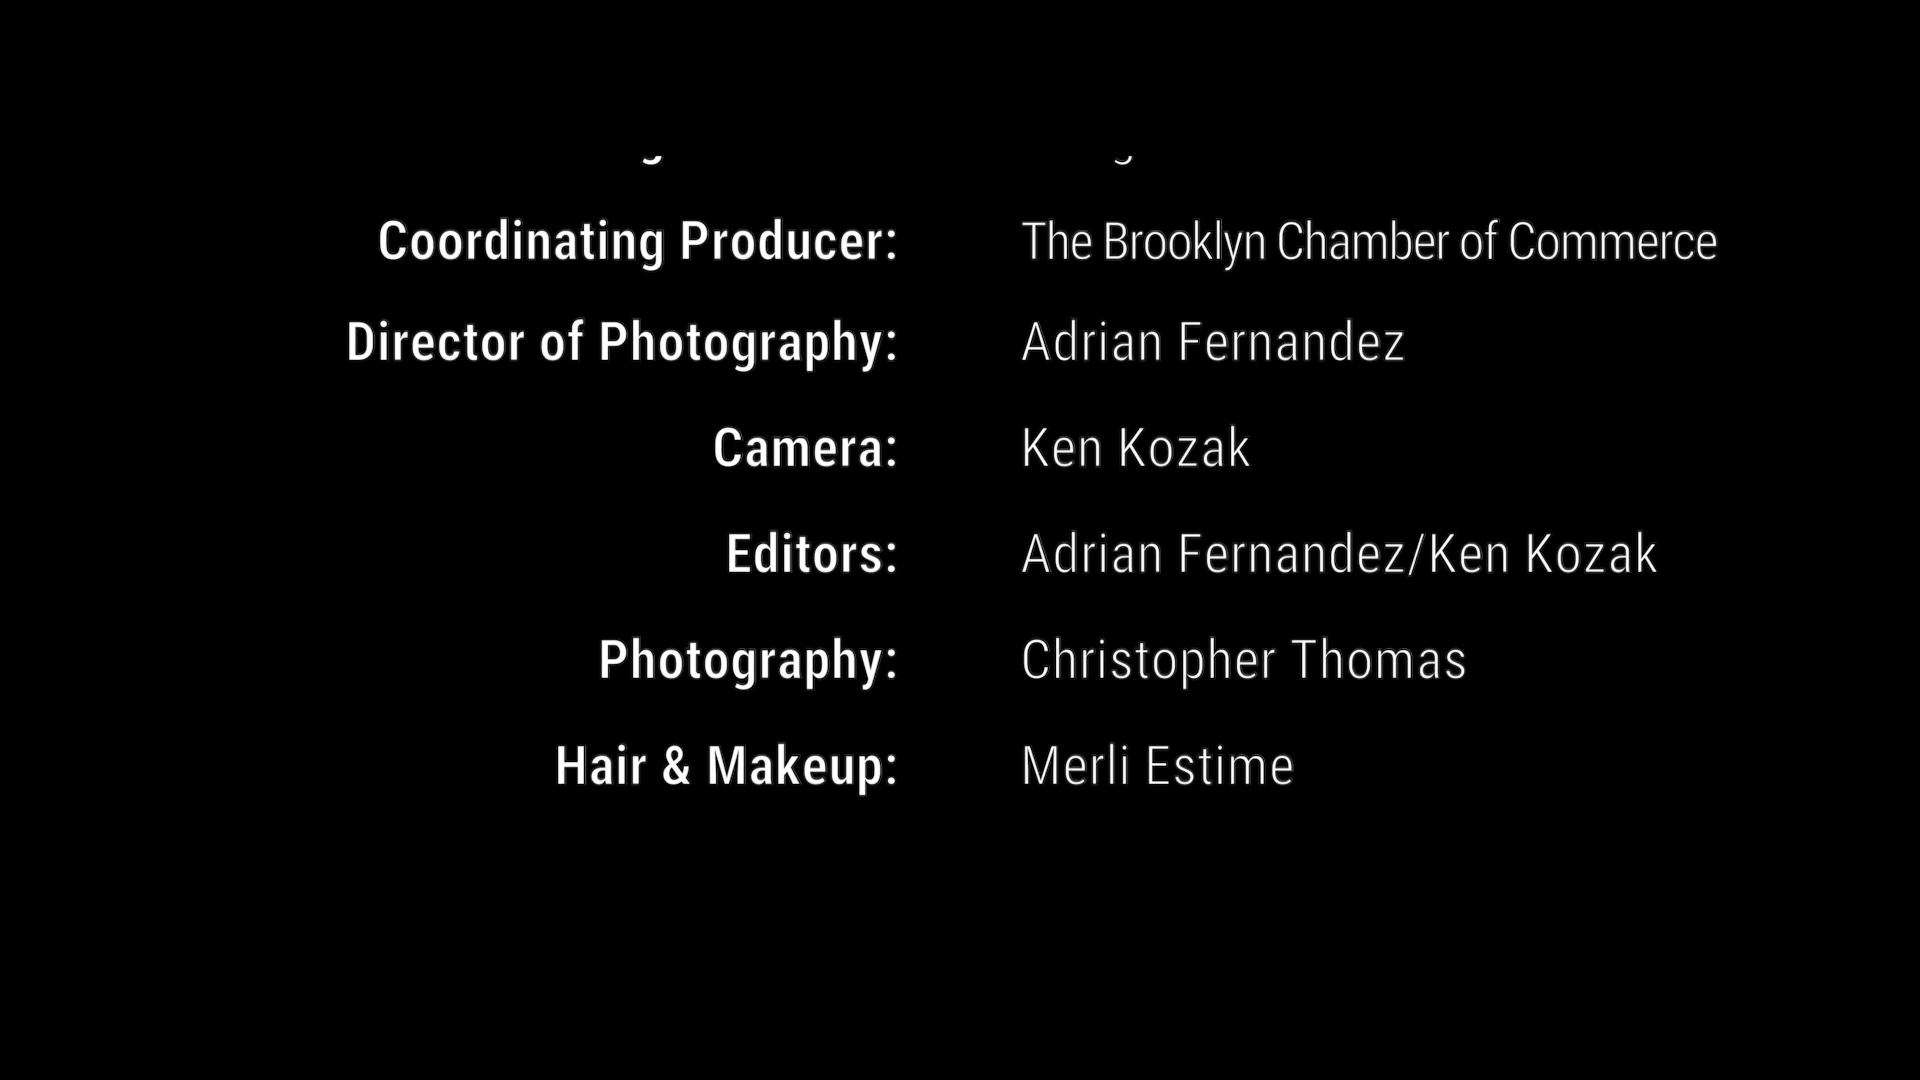 Coordinating Producer: The Brooklyn Chamber of Commerce
Director of Photography: Adrian Fernandez
Camera: Ken Kozak
Editors: Adrian Fernandez/Ken Kozak
Photography: Christopher Thomas
Hair & Makeup: Merli Estime